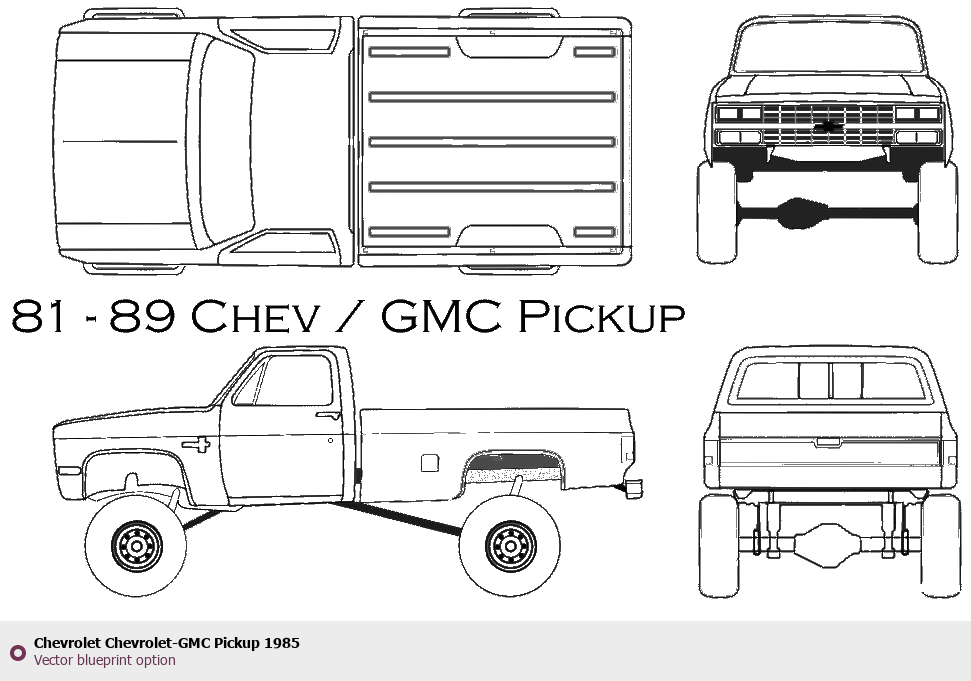 81 - 89 Chev / GMC Pickup
Chevrolet Chevrolet-GMC Pickup 1985
Vector blueprint option